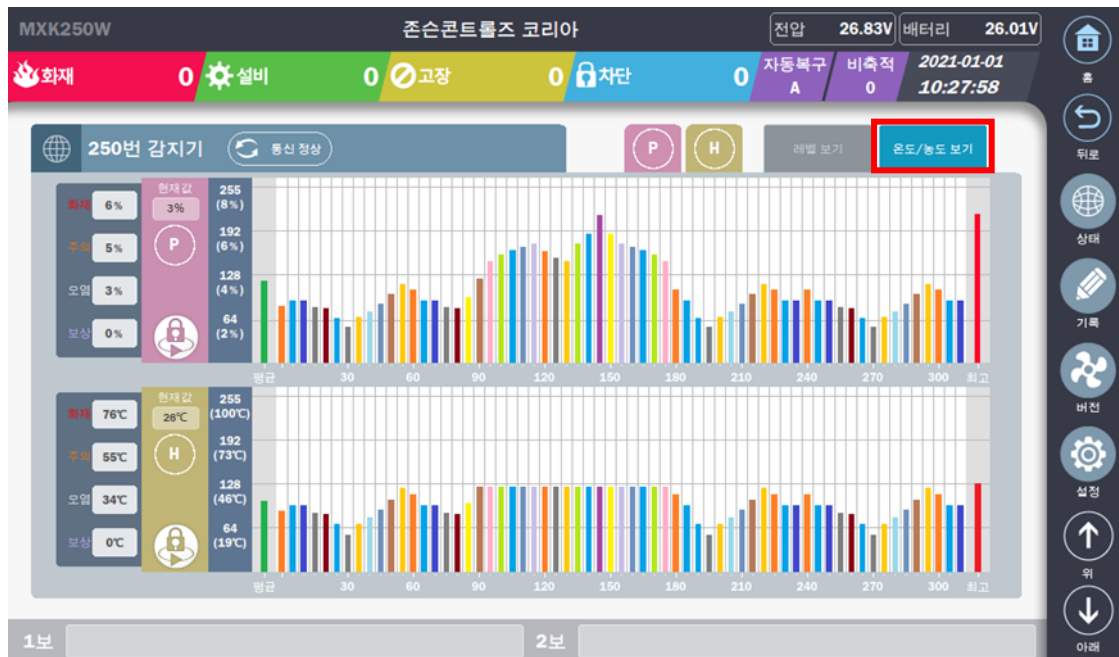 MXK250W
존슨콘트롤즈 코리아
전압 26.83V
배터리 26.01V
화재 0
설비 0
고장 0
차단 0
자동복구
A
비축적
0
2021-01-01
10:27:58
250번 감지기
통신 정상
P
H
레벨 보기
온도/농도 보기
화재 6%
주의 5%
오염 3%
보상 0%
현재값
3%
P
255
(8%)
192
(6%)
128
(4%)
64
(2%)
평균 30 60 90 120 150 180 210 240 270 300 최고
화재 76℃
주의 55℃
오염 34℃
보상 0℃
현재값
26℃
H
255
(100℃)
192
(73℃)
128
(46℃)
64
(19℃)
평균 30 60 90 120 150 180 210 240 270 300 최고
1보
2보
홈
뒤로
상태
기록
버전
설정
위
아래